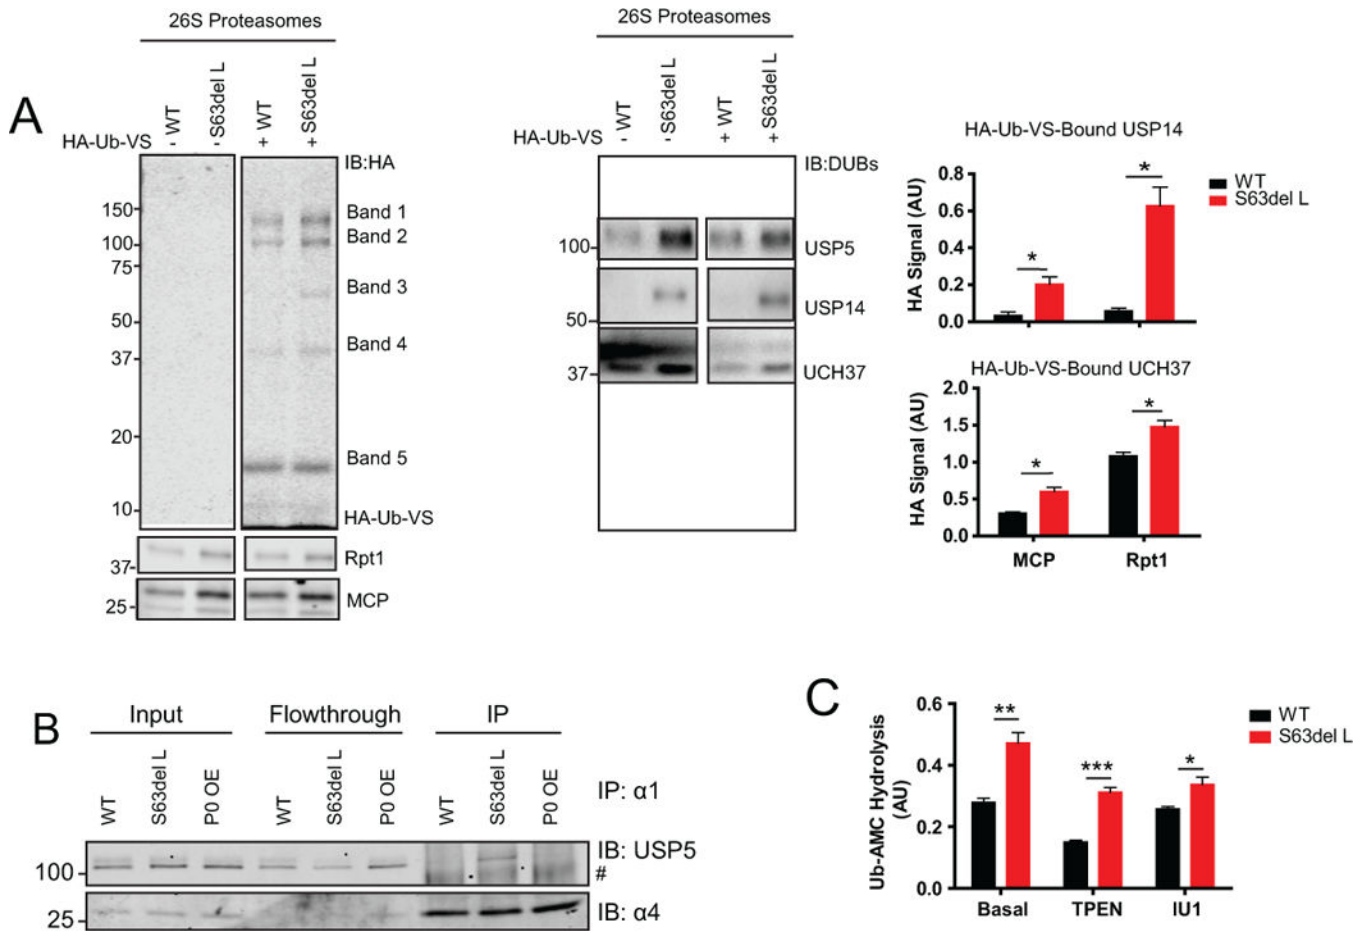 A
26S Proteasomes
- WT
- S63del L
+ WT
+ S63del L
HA-Ub-VS
IB:HA
150
100
75
50
37
20
10
Band 1
Band 2
Band 3
Band 4
Band 5
HA-Ub-VS
37
Rpt1
25
MCP
26S Proteasomes
- WT
- S63del L
+ WT
+ S63del L
HA-Ub-VS
IB:DUBs
100
USP5
50
USP14
37
UCH37
HA-Ub-VS-Bound USP14
HA Signal (AU)
0.8
0.6
0.4
0.2
0.0
*
*
WT
S63del L
HA-Ub-VS-Bound UCH37
HA Signal (AU)
2.0
1.5
1.0
0.5
0.0
*
*
MCP Rpt1
B
Input Flowthrough IP
WT S63del L P0 OE WT S63del L P0 OE WT S63del L P0 OE
IP: α1
IB: USP5
100
#
25
IB: α4
C
Ub-AMC Hydrolysis
(AU)
0.6
0.4
0.2
0.0
**
***
*
Basal TPEN IU1
WT
S63del L